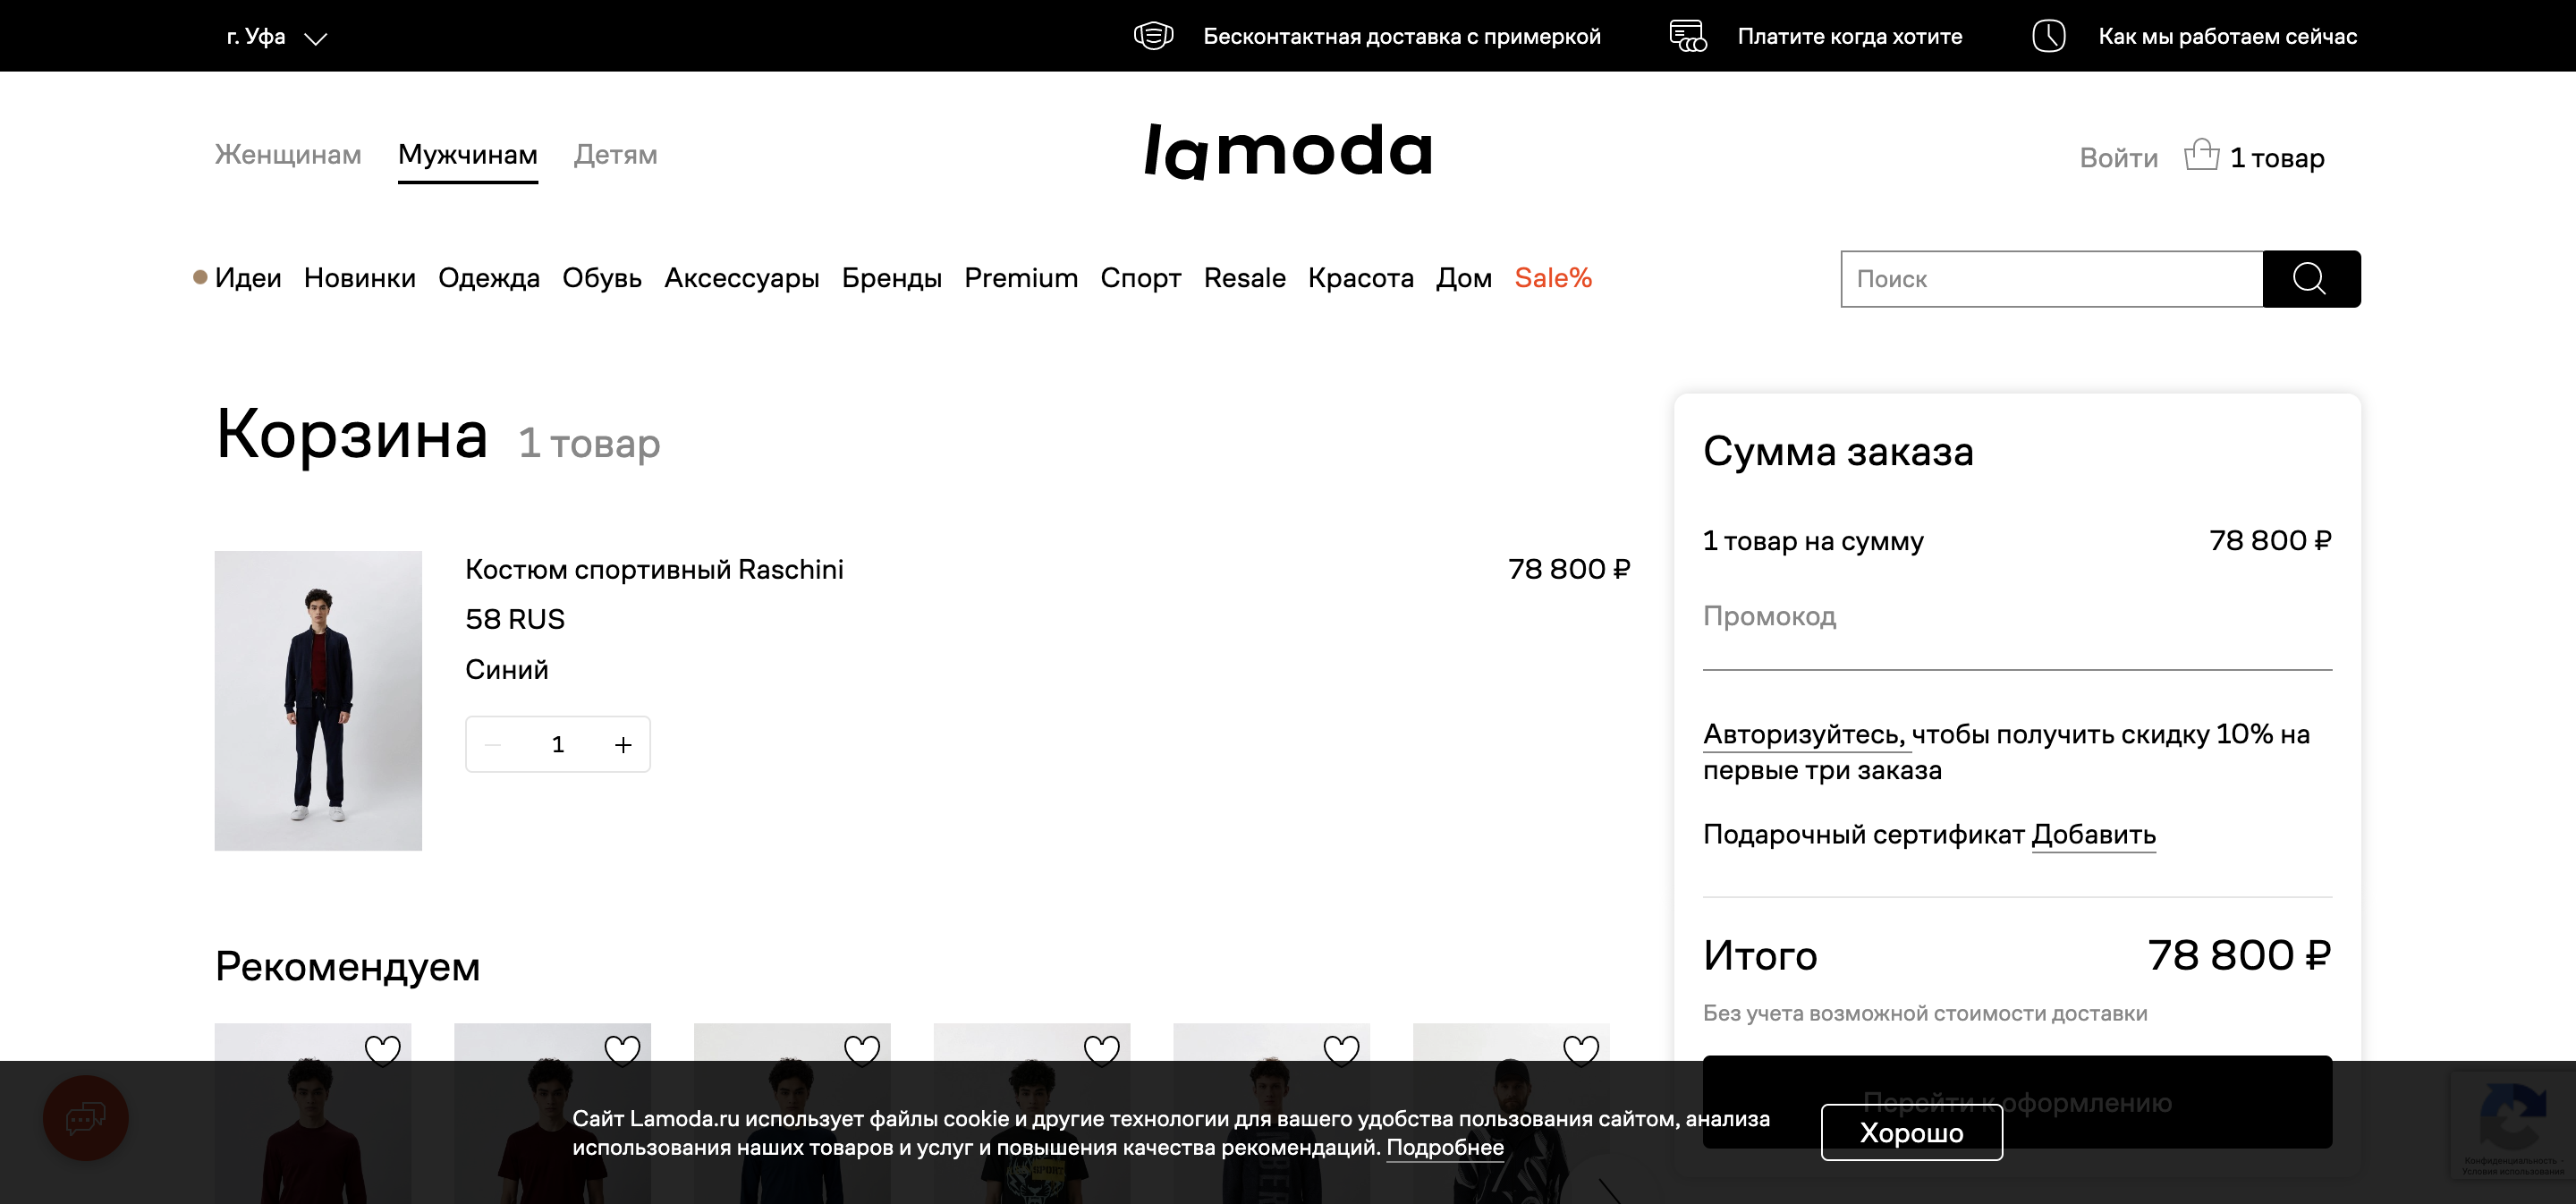 г. Уфа
Бесконтактная доставка с примеркой
Платите когда хотите
Как мы работаем сейчас
Женщинам Мужчинам Детям
lamoda
Войти 1 товар
Идеи Новинки Одежда Обувь Аксессуары Бренды Premium Спорт Resale Красота Дом Sale%
Поиск
Корзина 1 товар
Костюм спортивный Raschini
78 800 ₽
58 RUS
Синий
1 +
Рекомендуем
Сумма заказа
1 товар на сумму 78 800 ₽
Промокод
Авторизуйтесь, чтобы получить скидку 10% на
первые три заказа
Подарочный сертификат Добавить
Итого 78 800 ₽
Без учета возможной стоимости доставки
Перейти к оформлению
Сайт Lamoda.ru использует файлы cookie и другие технологии для вашего удобства пользования сайтом, анализа
использования наших товаров и услуг и повышения качества рекомендаций. Подробнее
Хорошо
Конфиденциальность -
Условия использования